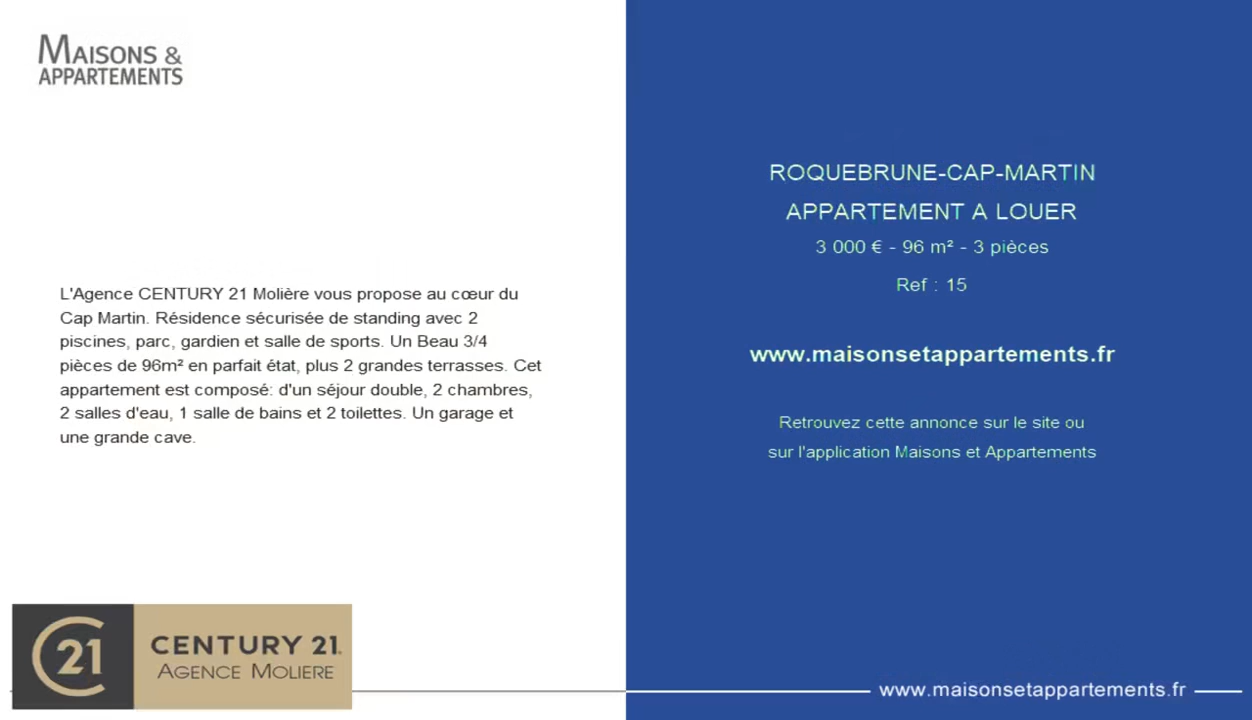 MAISONS &
APPARTEMENTS
L'Agence CENTURY 21 Molière vous propose au cœur du
Cap Martin. Résidence sécurisée de standing avec 2
piscines, parc, gardien et salle de sports. Un Beau 3/4
pièces de 96m² en parfait état, plus 2 grandes terrasses. Cet
appartement est composé: d'un séjour double, 2 chambres,
2 salles d'eau, 1 salle de bains et 2 toilettes. Un garage et
une grande cave.
21
CENTURY 21.
AGENCE MOLIERE
ROQUEBRUNE-CAP-MARTIN
APPARTEMENT A LOUER
3 000 € - 96 m² - 3 pièces
Ref : 15
www.maisonsetappartements.fr
Retrouvez cette annonce sur le site ou
sur l'application Maisons et Appartements
www.maisonsetappartements.fr